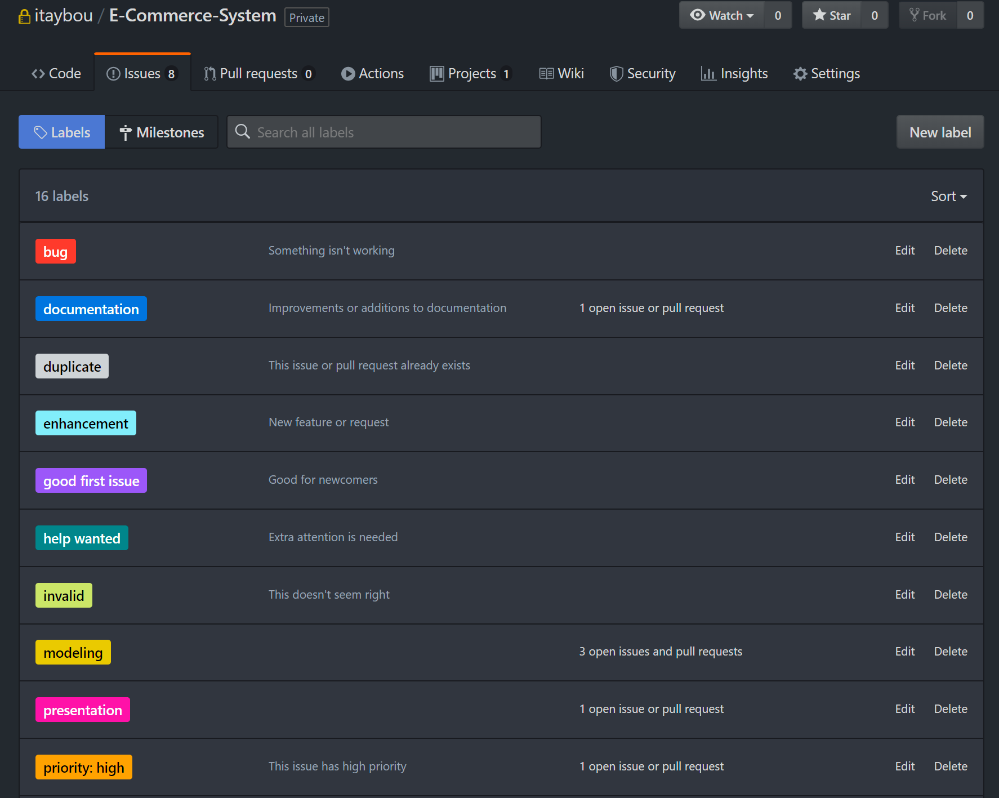 itaybou / E-Commerce-System Private Watch 0 Star 0 Fork 0
Code Issues 8 Pull requests 0 Actions Projects 1 Wiki Security Insights Settings
Labels Milestones Search all labels New label
16 labels Sort
bug Something isn't working Edit Delete
documentation Improvements or additions to documentation 1 open issue or pull request Edit Delete
duplicate This issue or pull request already exists Edit Delete
enhancement New feature or request Edit Delete
good first issue Good for newcomers Edit Delete
help wanted Extra attention is needed Edit Delete
invalid This doesn't seem right Edit Delete
modeling 3 open issues and pull requests Edit Delete
presentation 1 open issue or pull request Edit Delete
priority: high This issue has high priority 1 open issue or pull request Edit Delete